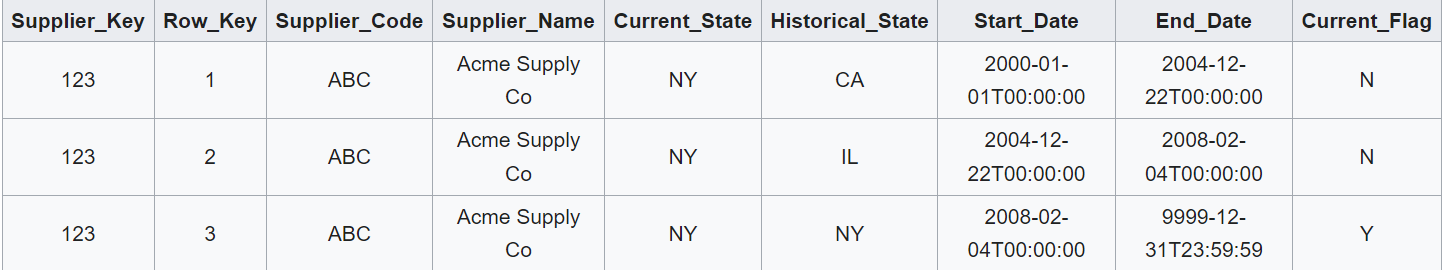 Supplier_Key Row_Key Supplier_Code Supplier_Name Current_State Historical_State Start_Date End_Date Current_Flag
123 1 ABC Acme Supply Co NY CA 2000-01-01T00:00:00 2004-12-22T00:00:00 N
123 2 ABC Acme Supply Co NY IL 2004-12-22T00:00:00 2008-02-04T00:00:00 N
123 3 ABC Acme Supply Co NY NY 2008-02-04T00:00:00 9999-12-31T23:59:59 Y